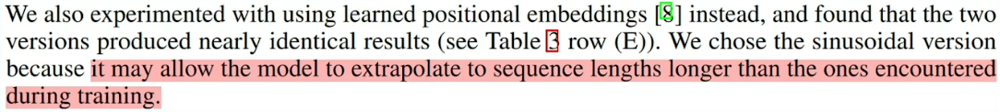 We also experimented with using learned positional embeddings [8] instead, and found that the two
versions produced nearly identical results (see Table 3 row (E)). We chose the sinusoidal version
because it may allow the model to extrapolate to sequence lengths longer than the ones encountered
during training.